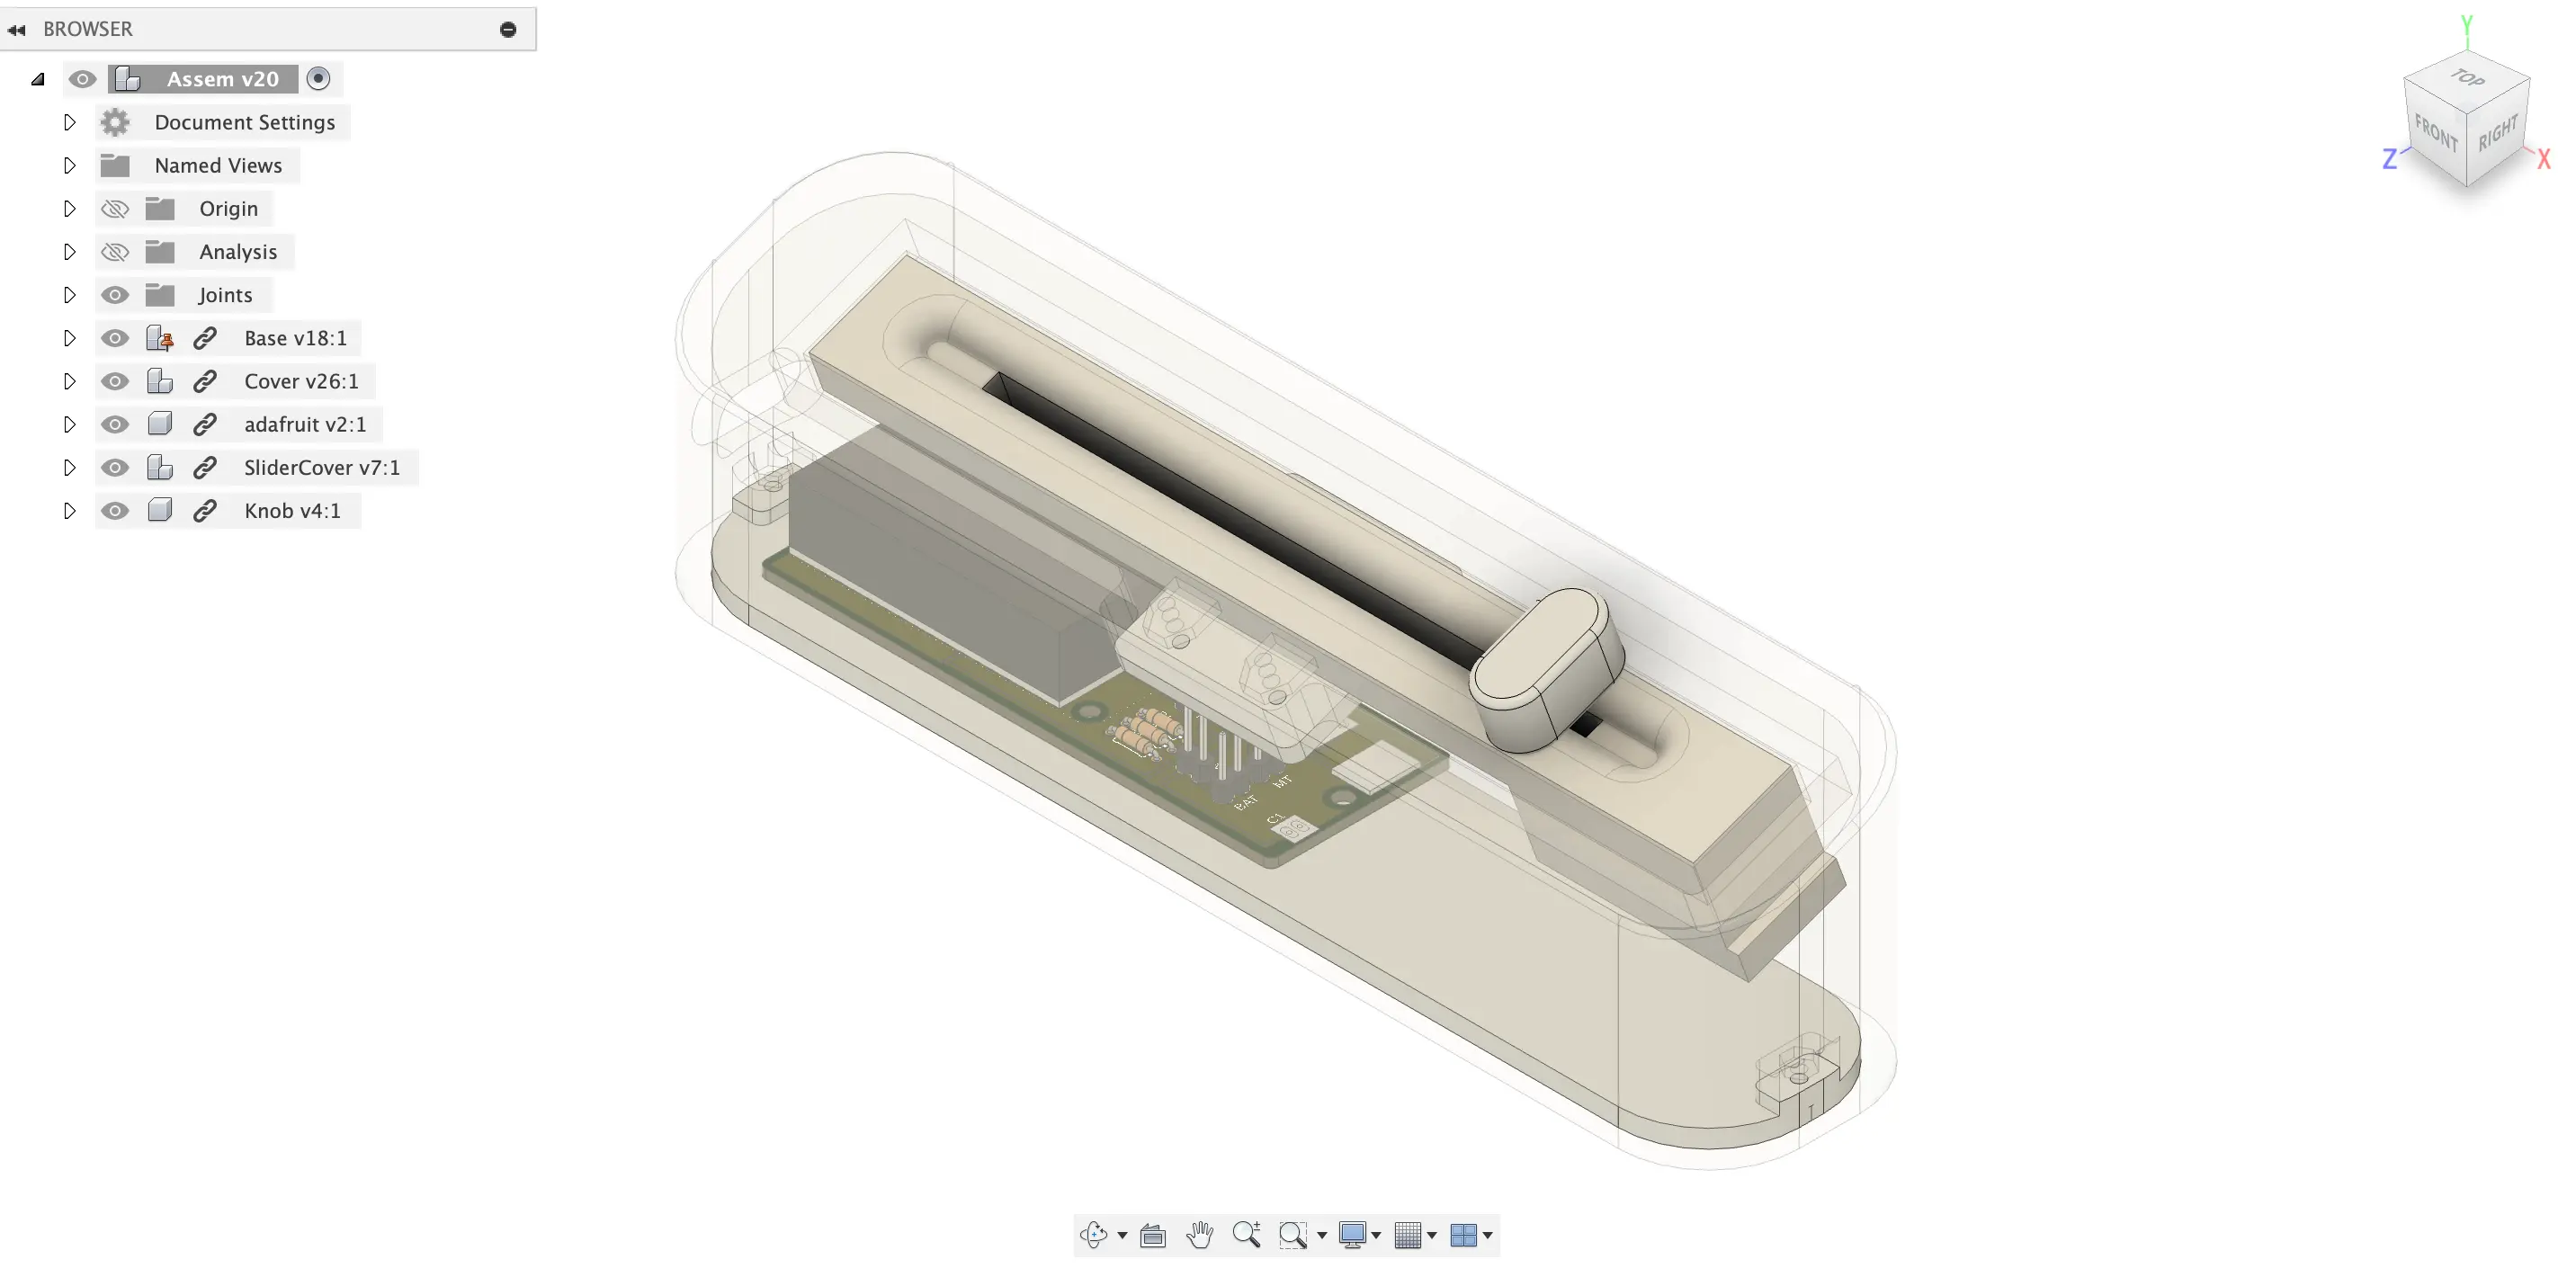 BROWSER
Assem v20
Document Settings
Named Views
Origin
Analysis
Joints
Base v18:1
Cover v26:1
adafruit v2:1
SliderCover v7:1
Knob v4:1
Y
TOP
FRONT
RIGHT
Z
X
BAT
MT
C1